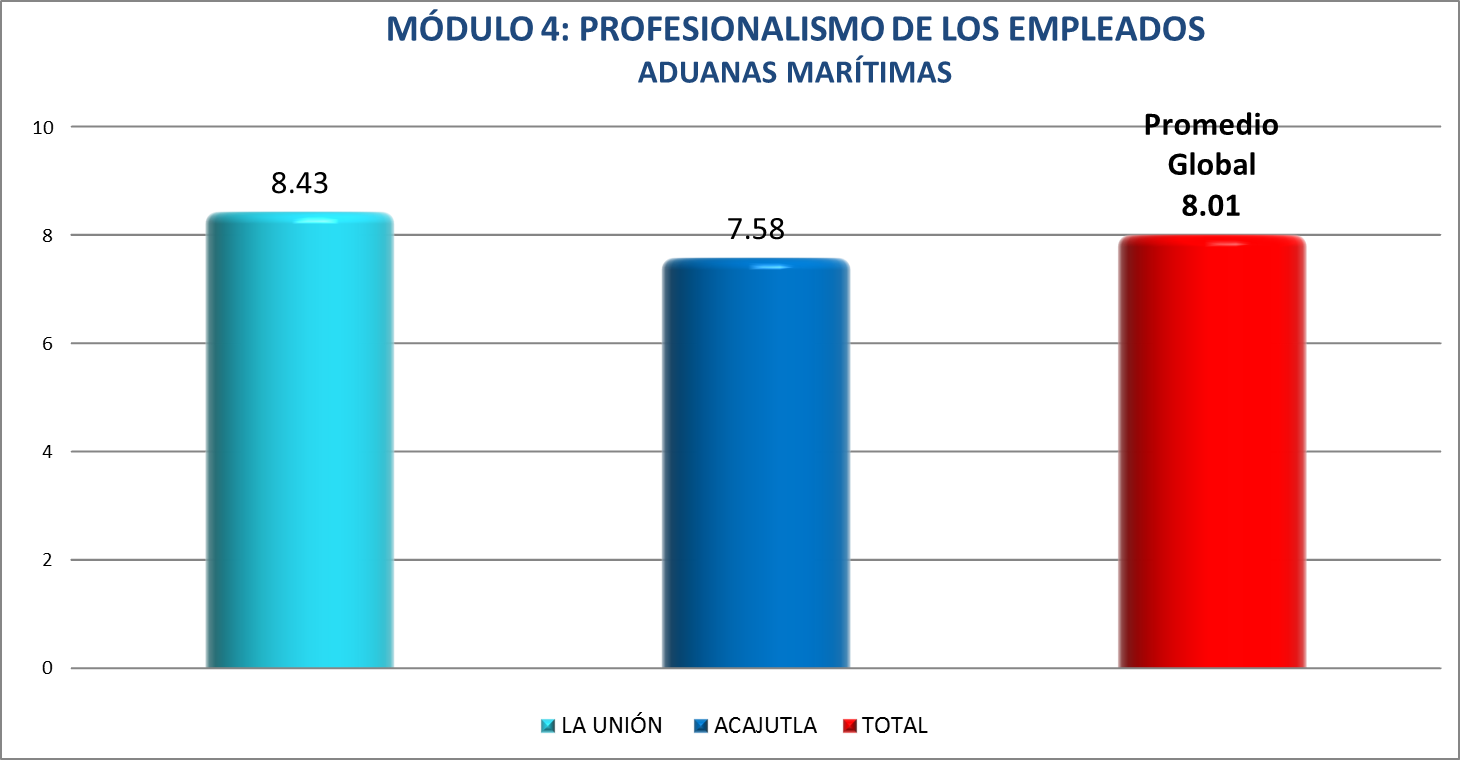 MÓDULO 4: PROFESIONALISMO DE LOS EMPLEADOS
ADUANAS MARÍTIMAS
10
8
6
4
2
0
8.43
7.58
Promedio
Global
8.01
LA UNIÓN ACAJUTLA TOTAL